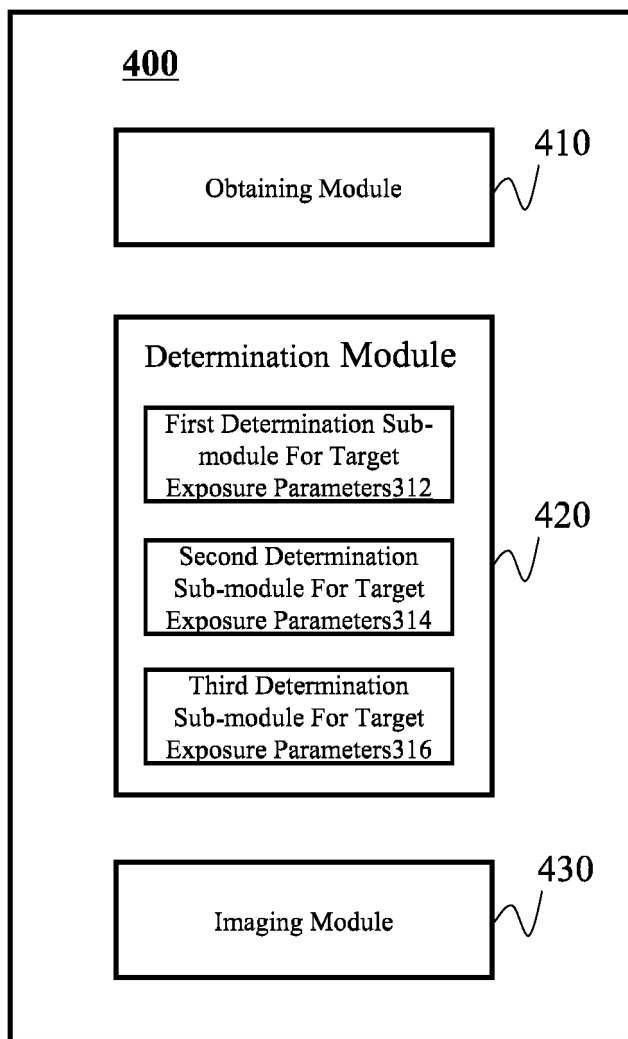 400
410
Obtaining Module
Determination Module
First Determination Sub-
module For Target
Exposure Parameters312
420
Second Determination
Sub-module For Target
Exposure Parameters314
Third Determination
Sub-module For Target
Exposure Parameters316
430
Imaging Module